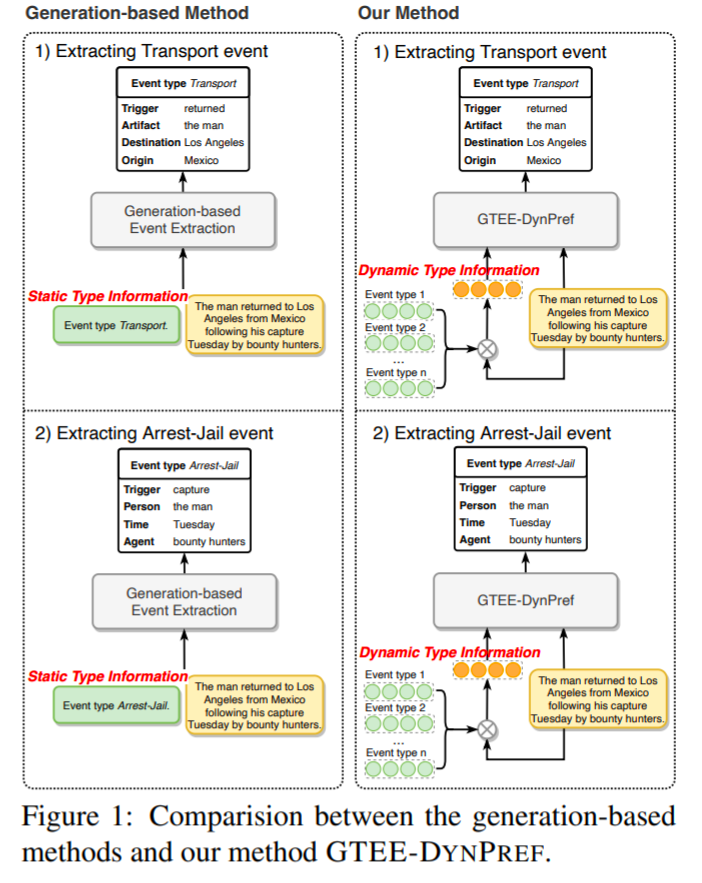 Generation-based Method
1) Extracting Transport event
Event type Transport
Trigger returned
Artifact the man
Destination Los Angeles
Origin Mexico
Generation-based
Event Extraction
Static Type Information
Event type Transport.
The man returned to Los
Angeles from Mexico
following his capture
Tuesday by bounty hunters.
2) Extracting Arrest-Jail event
Event type Arrest-Jail
Trigger capture
Person the man
Time Tuesday
Agent bounty hunters
Generation-based
Event Extraction
Static Type Information
Event type Arrest-Jail.
The man returned to Los
Angeles from Mexico
following his capture
Tuesday by bounty hunters.
Our Method
1) Extracting Transport event
Event type Transport
Trigger returned
Artifact the man
Destination Los Angeles
Origin Mexico
GTEE-DynPref
Dynamic Type Information
Event type 1
Event type 2
...
Event type n
The man returned to Los
Angeles from Mexico
following his capture
Tuesday by bounty hunters.
2) Extracting Arrest-Jail event
Event type Arrest-Jail
Trigger capture
Person the man
Time Tuesday
Agent bounty hunters
GTEE-DynPref
Dynamic Type Information
Event type 1
Event type 2
...
Event type n
The man returned to Los
Angeles from Mexico
following his capture
Tuesday by bounty hunters.
Figure 1: Comparision between the generation-based
methods and our method GTEE-DYNPREF.